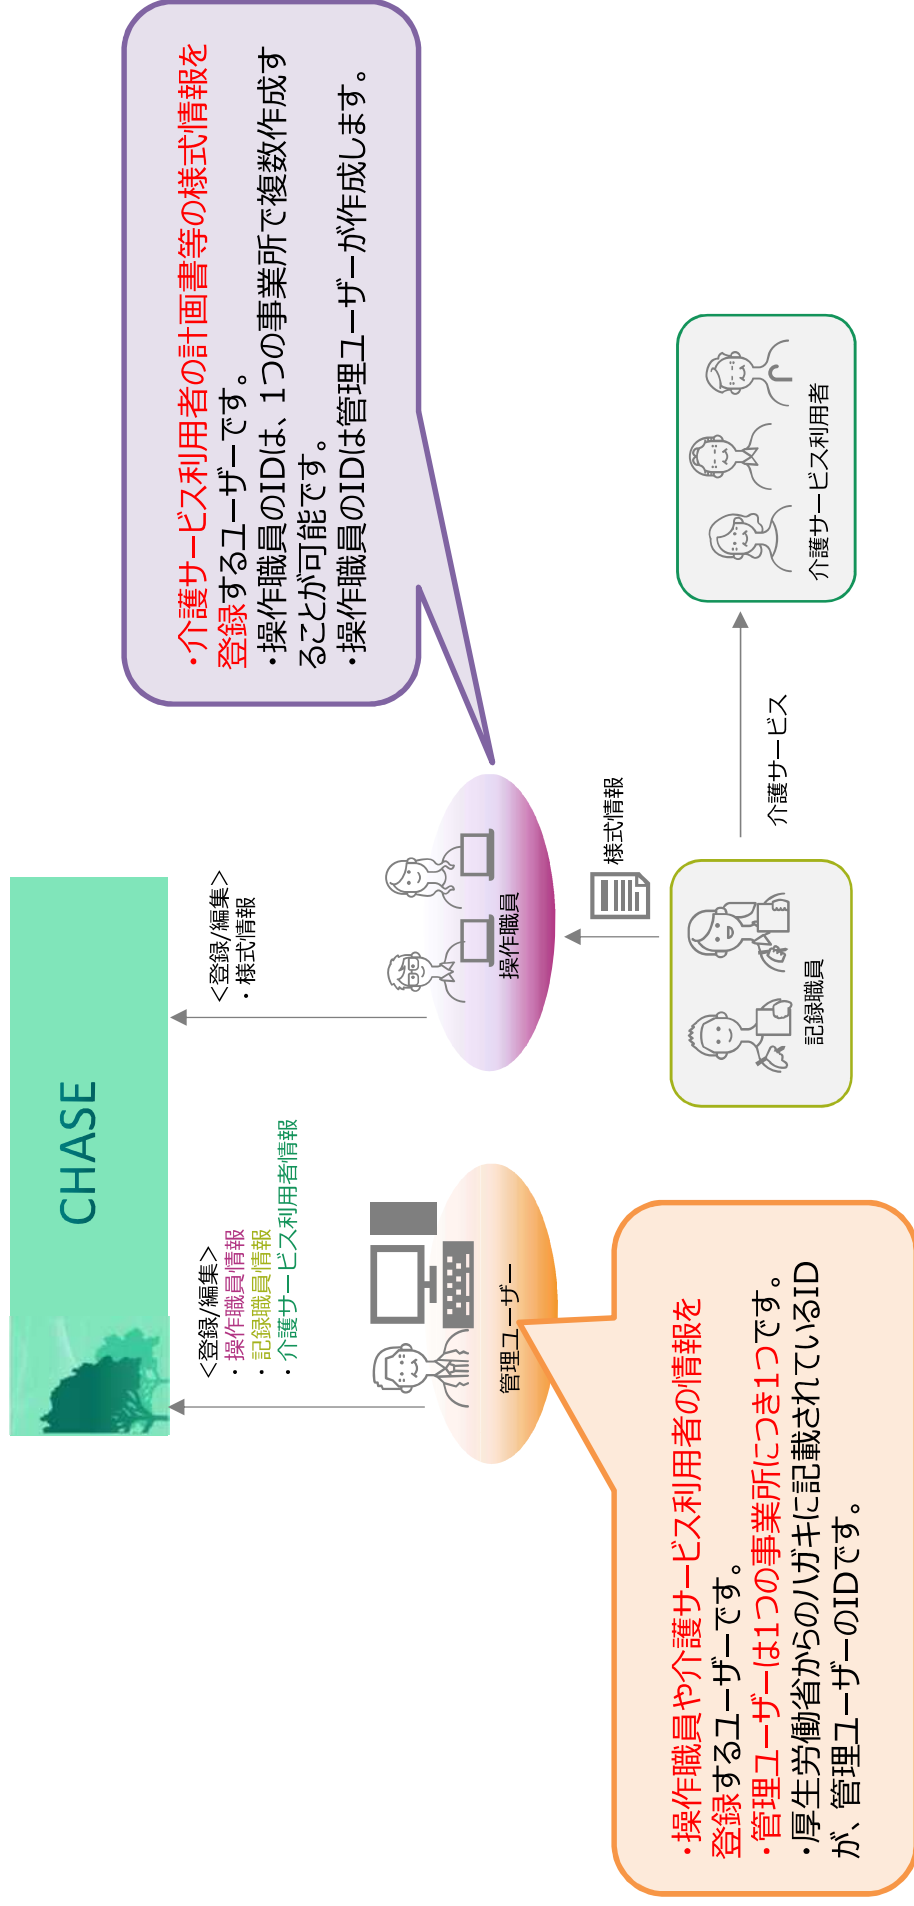 CHASE
<登録/編集>
・操作職員情報
・記録職員情報
・介護サービス利用者情報
<登録/編集>
・様式情報
・介護サービス利用者の計画書等の様式情報を
登録するユーザーです。
・操作職員のIDは、1つの事業所で複数作成す
ることが可能です。
・操作職員のIDは管理ユーザーが作成します。
管理ユーザー
操作職員
様式情報
・操作職員や介護サービス利用者の情報を
登録するユーザーです。
・管理ユーザーは1つの事業所につき1つです。
・厚生労働省からのハガキに記載されているID
が、管理ユーザーのIDです。
記録職員
介護サービス
介護サービス利用者